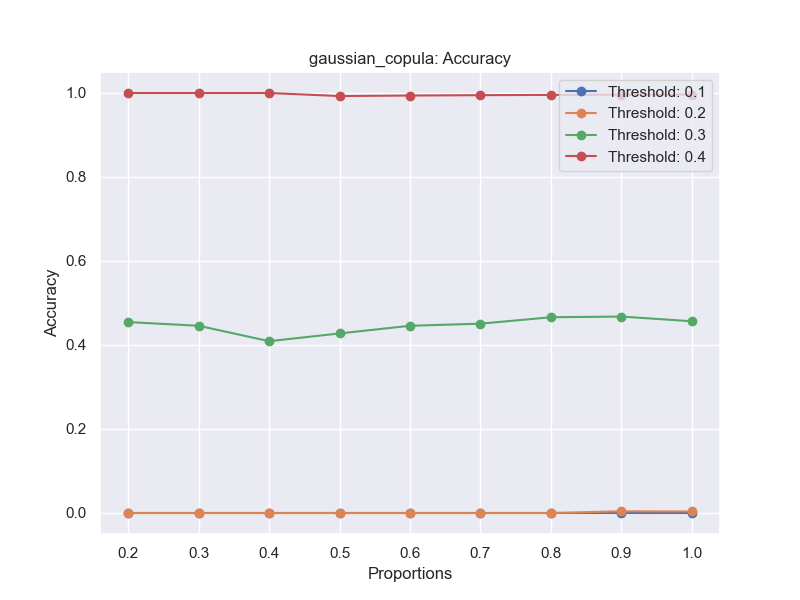 gaussian_copula: Accuracy
Threshold: 0.1
Threshold: 0.2
Threshold: 0.3
Threshold: 0.4
Accuracy
1.0
0.8
0.6
0.4
0.2
0.0
0.2 0.3 0.4 0.5 0.6 0.7 0.8 0.9 1.0
Proportions